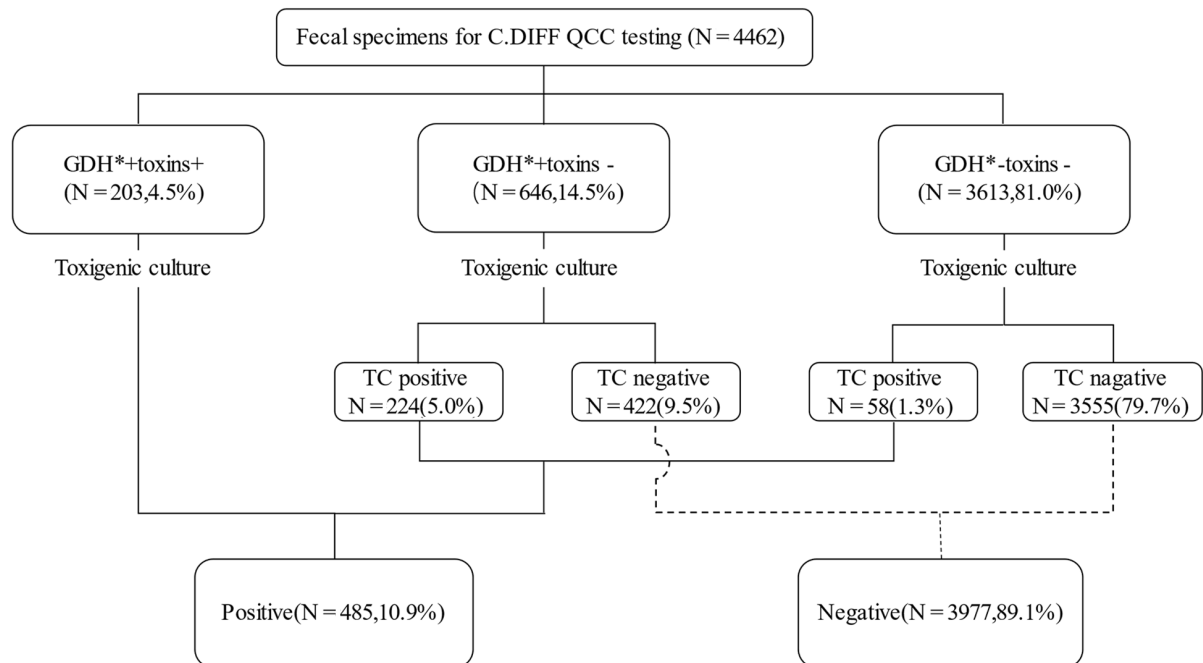 Fecal specimens for C.DIFF QCC testing (N = 4462)
GDH*+toxins+
(N = 203,4.5%)
GDH*+toxins -
(N = 646,14.5%)
GDH*-toxins -
(N = 3613,81.0%)
Toxigenic culture
Toxigenic culture
Toxigenic culture
TC positive
N = 224(5.0%)
TC negative
N = 422(9.5%)
TC positive
N = 58(1.3%)
TC nagative
N = 3555(79.7%)
Positive(N = 485,10.9%)
Negative(N = 3977,89.1%)